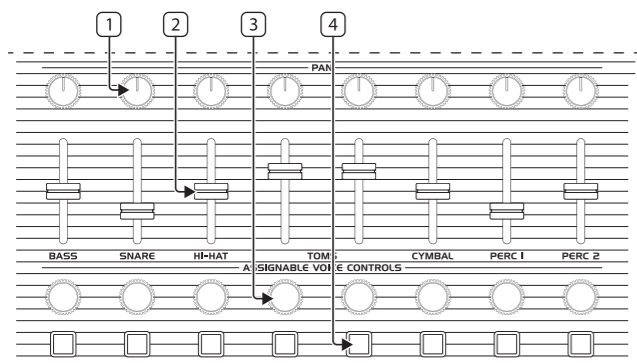 1 2 3 4
PAN
BASS SNARE HI-HAT TOMS CYMBAL PERC 1 PERC 2
ASSIGNABLE VOICE CONTROLS